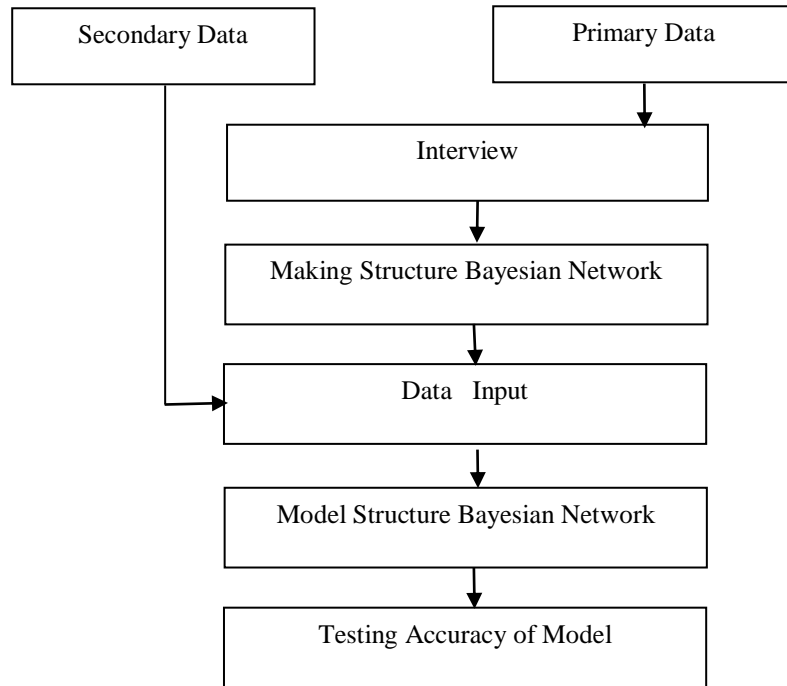 Secondary Data
Primary Data
Interview
Making Structure Bayesian Network
Data Input
Model Structure Bayesian Network
Testing Accuracy of Model